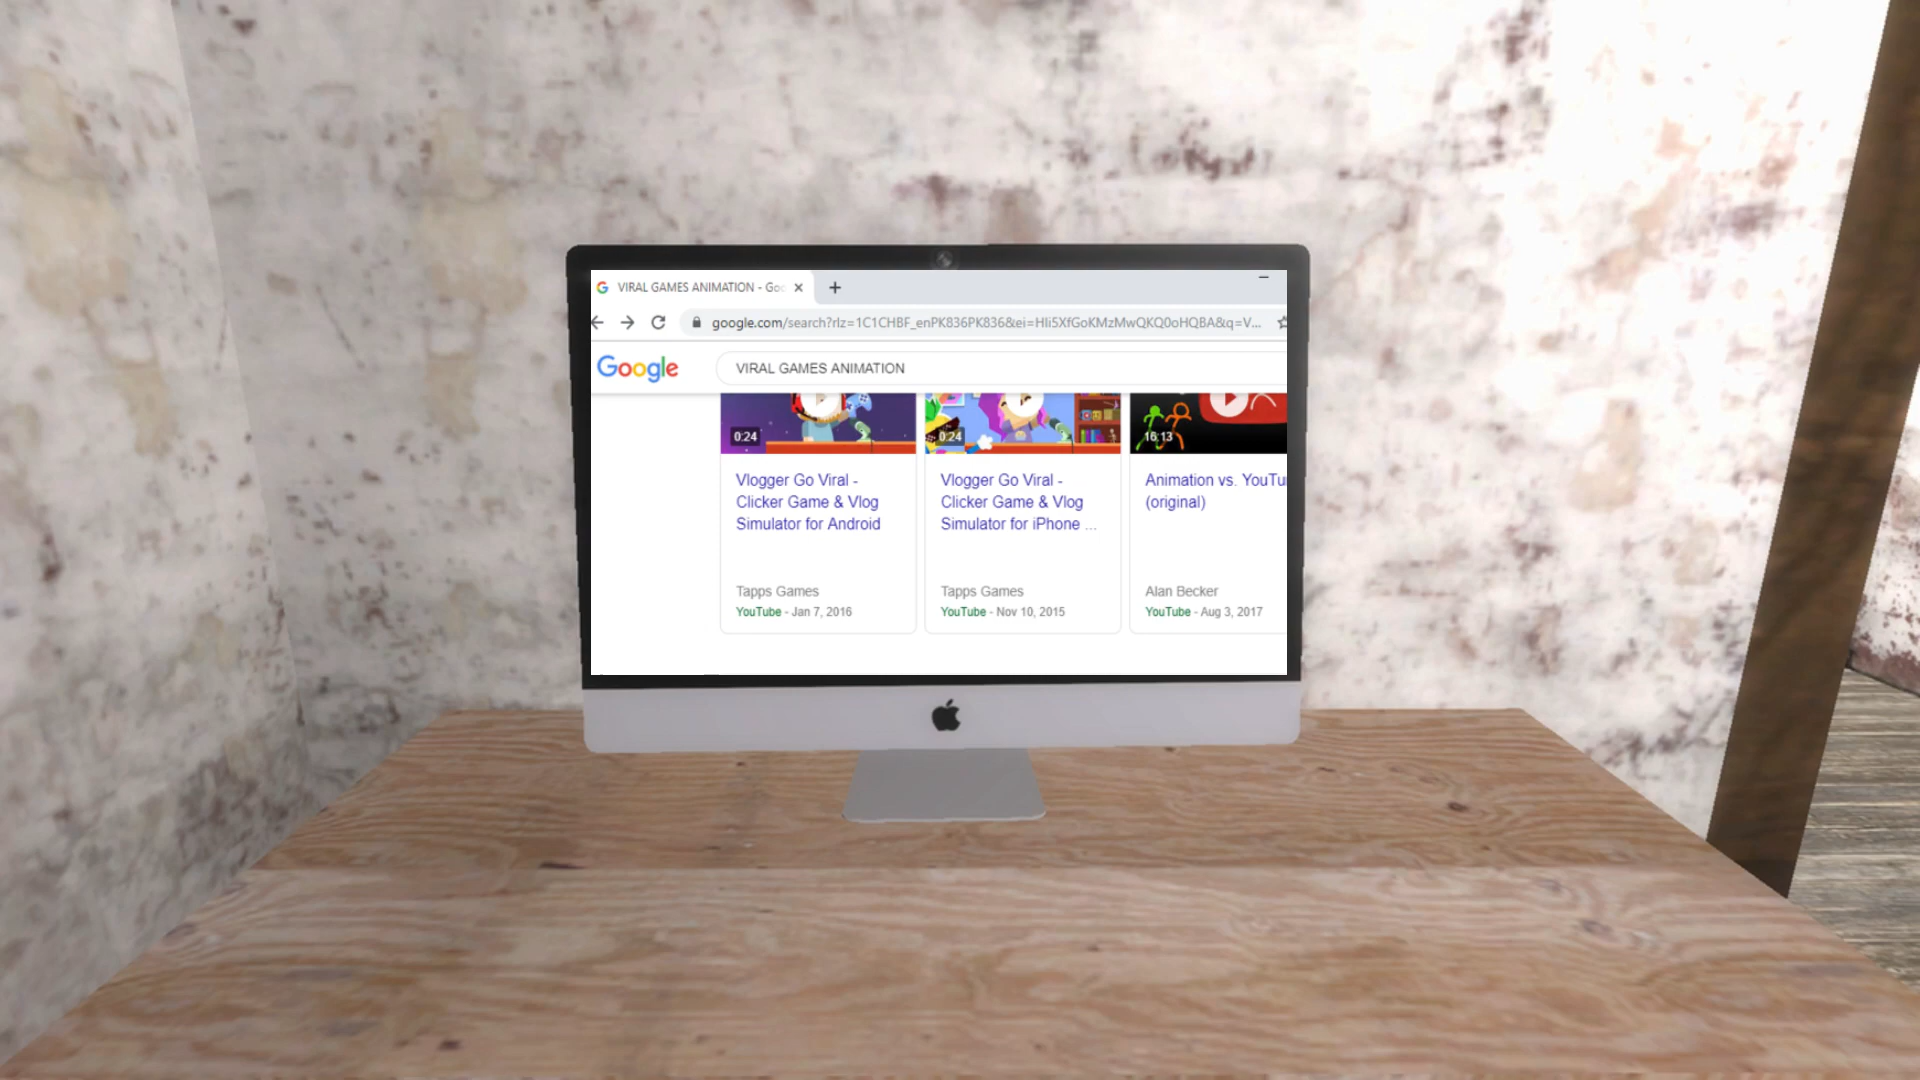 VIRAL GAMES ANIMATION - Goo
google.com/search?rlz=1C1CHBF_enPK836PK836&ei=HIi5XfGoKMzMwQKQ0oHQBA&q=V...
Google
VIRAL GAMES ANIMATION
0:24
0:24
16:13
Vlogger Go Viral -
Clicker Game & Vlog
Simulator for Android
Tapps Games
YouTube - Jan 7, 2016
Vlogger Go Viral -
Clicker Game & Vlog
Simulator for iPhone ...
Tapps Games
YouTube - Nov 10, 2015
Animation vs. YouTu
(original)
Alan Becker
YouTube - Aug 3, 2017